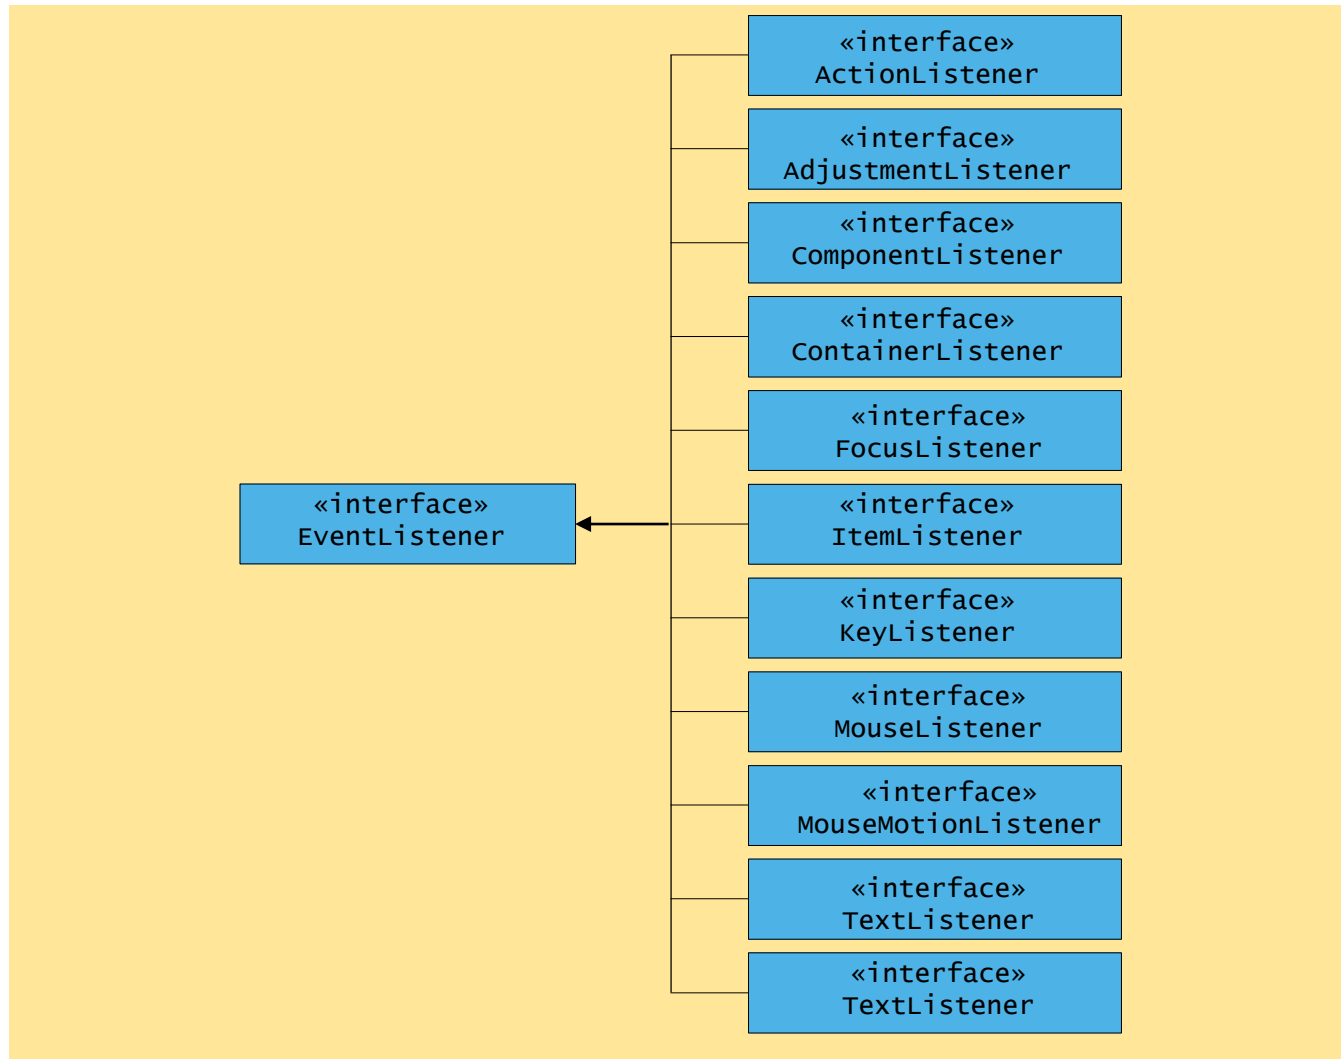 «interface»
ActionListener
«interface»
AdjustmentListener
«interface»
ComponentListener
«interface»
ContainerListener
«interface»
FocusListener
«interface»
EventListener
«interface»
ItemListener
«interface»
KeyListener
«interface»
MouseListener
«interface»
MouseMotionListener
«interface»
TextListener
«interface»
TextListener